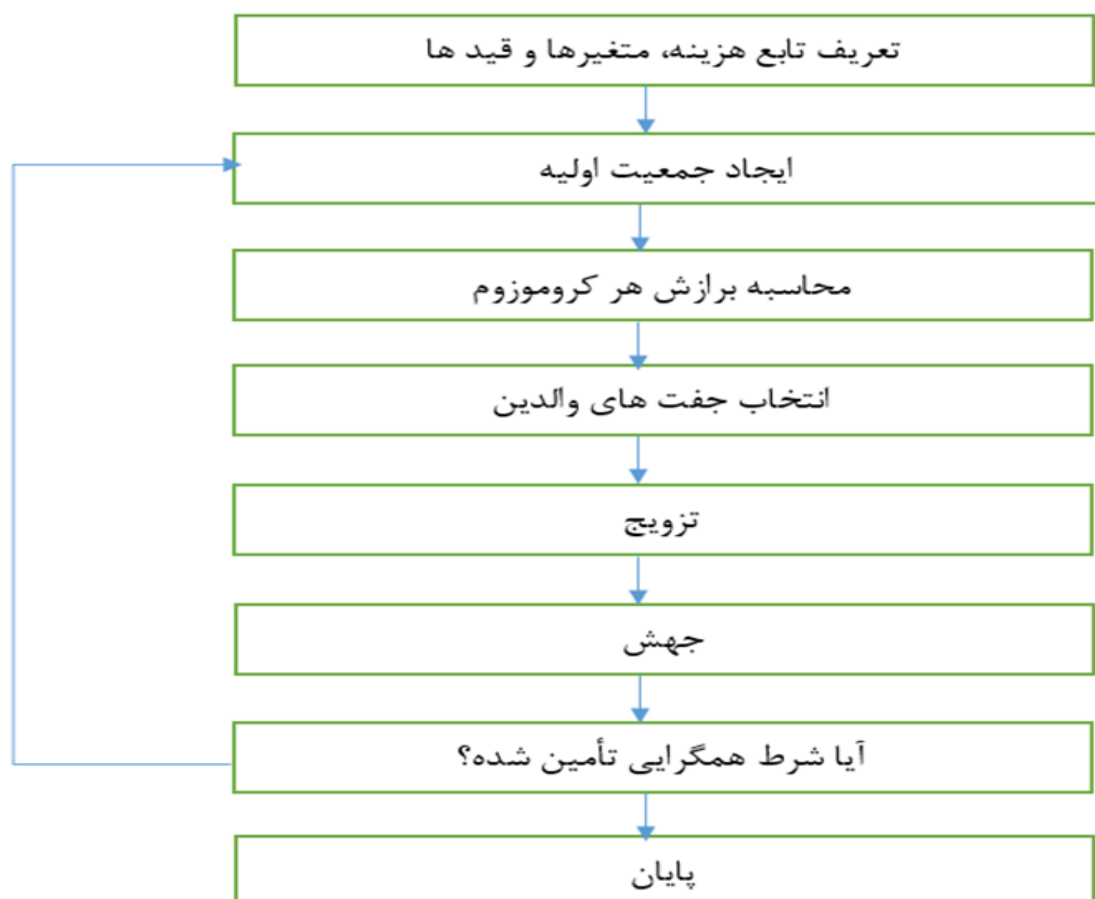 تعریف تابع هزینه، متغیرها و قید ها
ایجاد جمعیت اولیه
محاسبه برازش هر کروموزوم
انتخاب جفت های والدین
تزویج
جهش
آیا شرط همگرایی تأمین شده؟
پایان